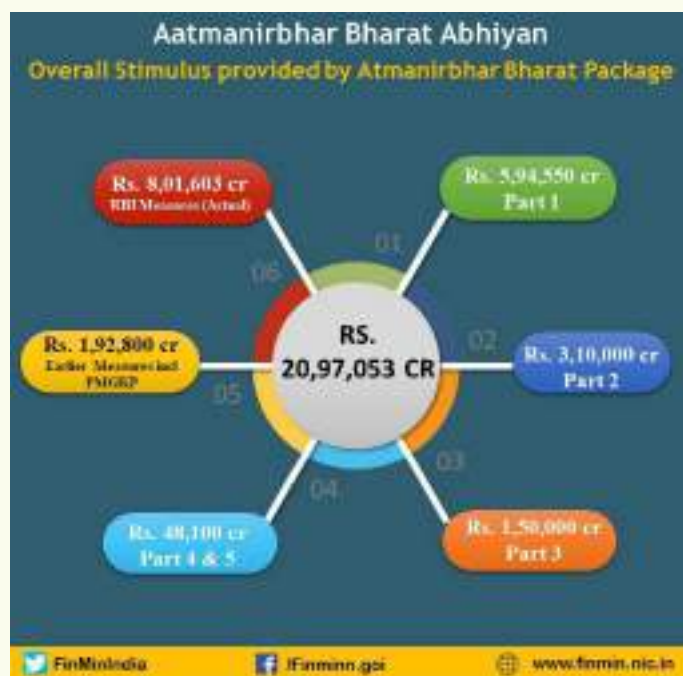 Aatmanirbhar Bharat Abhiyan
Overall Stimulus provided by Atmanirbhar Bharat Package
Rs. 8,01,603 cr
RBI Measures (Actual)
Rs. 5,94,550 cr
Part 1
01
06
RS.
20,97,053 CR
Rs. 1,92,800 cr
Earlier Measures incl
PMGKP
02
Rs. 3,10,000 cr
Part 2
05
03
04
Rs. 48,100 cr
Part 4 & 5
Rs. 1,50,000 cr
Part 3
FinMinIndia
/Finminn.goi
www.finmin.nic.in